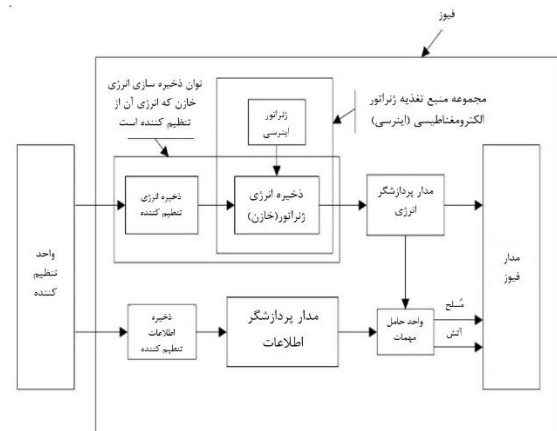 فیوز
توان ذخیره سازی انرژی
خازن که انرژی آن از
تنظیم کننده است
مجموعه منبع تغذیه ژنراتور
الکترومغناطیسی (اینرسی)
ژنراتور
اینرسی
ذخیره انرژی
تنظیم کننده
ذخیره انرژی
ژنراتور(خازن)
مدار پردازشگر
انرژی
واحد
تنظیم
کننده
مدار
فیوز
ذخیره
اطلاعات
تنظیم کننده
مدار پردازشگر
اطلاعات
واحد حامل
مهمات
مُسلح
آتش